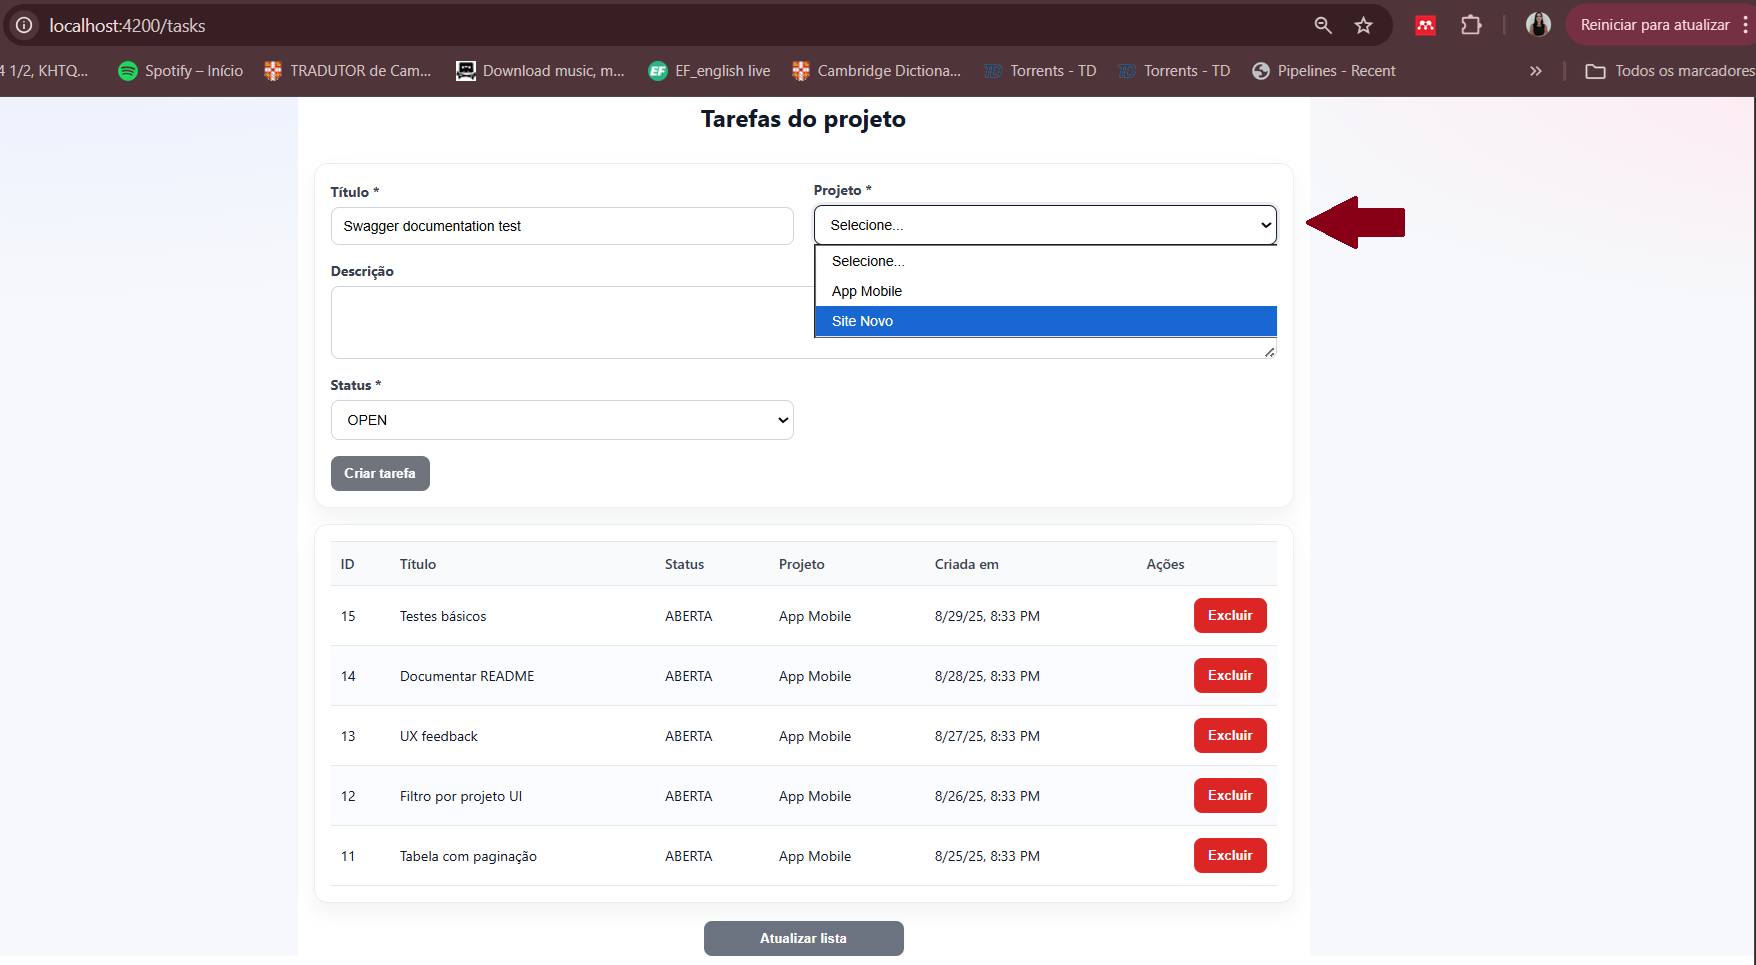 localhost:4200/tasks
Reiniciar para atualizar
4 1/2, KHTQ...
Spotify – Início
TRADUTOR de Cam...
Download music, m...
EF EF_english live
Cambridge Dictiona...
TD Torrents - TD
TD Torrents - TD
Pipelines - Recent
»
Todos os marcadores
Tarefas do projeto
Título *
Projeto *
Swagger documentation test
Selecione...
Selecione...
App Mobile
Site Novo
Descrição
Status *
OPEN
Criar tarefa
ID Título Status Projeto Criada em Ações
15 Testes básicos ABERTA App Mobile 8/29/25, 8:33 PM Excluir
14 Documentar README ABERTA App Mobile 8/28/25, 8:33 PM Excluir
13 UX feedback ABERTA App Mobile 8/27/25, 8:33 PM Excluir
12 Filtro por projeto UI ABERTA App Mobile 8/26/25, 8:33 PM Excluir
11 Tabela com paginação ABERTA App Mobile 8/25/25, 8:33 PM Excluir
Atualizar lista